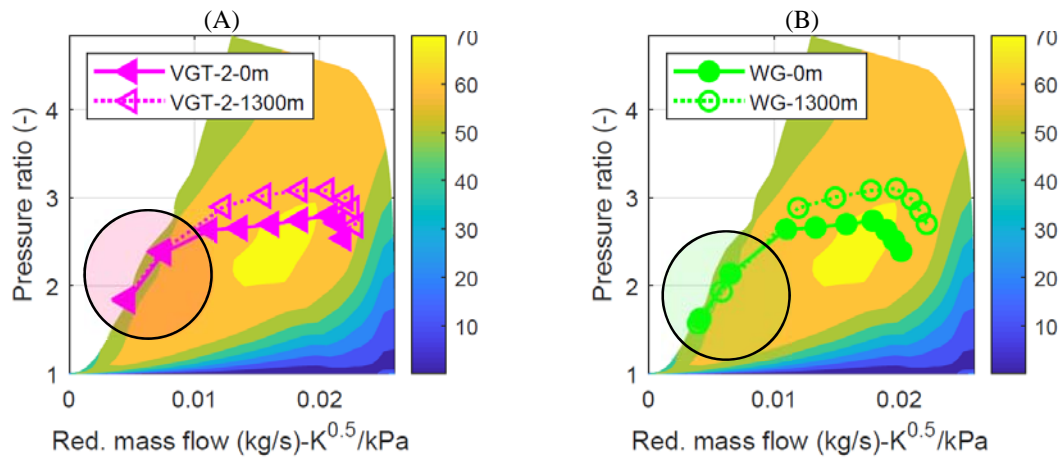 (A)
VGT-2-0m
VGT-2-1300m
Pressure ratio (-)
4
3
2
1
0
0.01
0.02
Red. mass flow (kg/s)-K^0.5/kPa
70
60
50
40
30
20
10
(B)
WG-0m
WG-1300m
Pressure ratio (-)
4
3
2
1
0
0.01
0.02
Red. mass flow (kg/s)-K^0.5/kPa
70
60
50
40
30
20
10